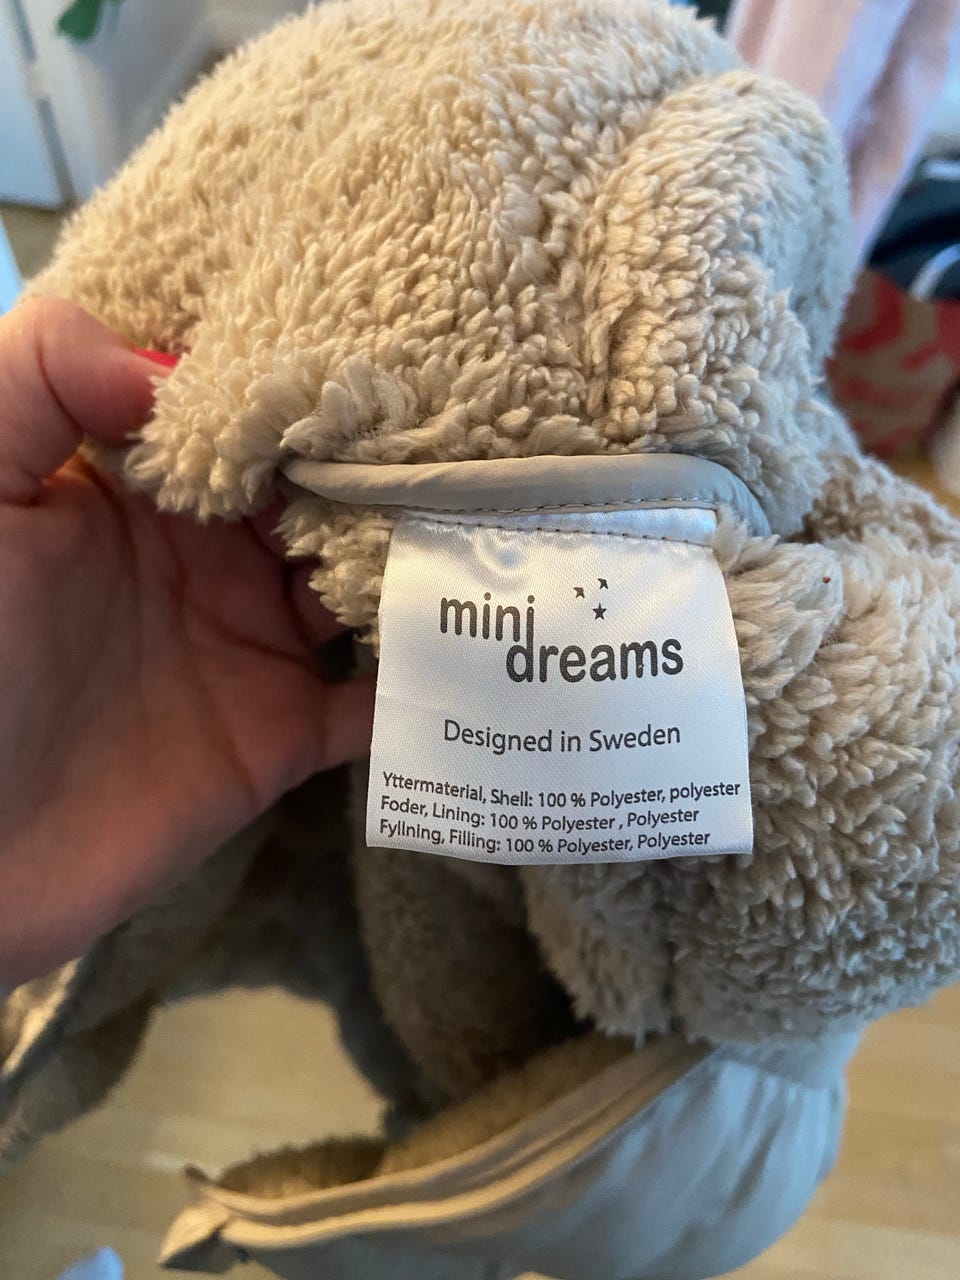 mini
dreams
Designed in Sweden
Yttermaterial, Shell: 100 % Polyester, polyester
Foder, Lining: 100 % Polyester , Polyester
Fyllning, Filling: 100 % Polyester, Polyester